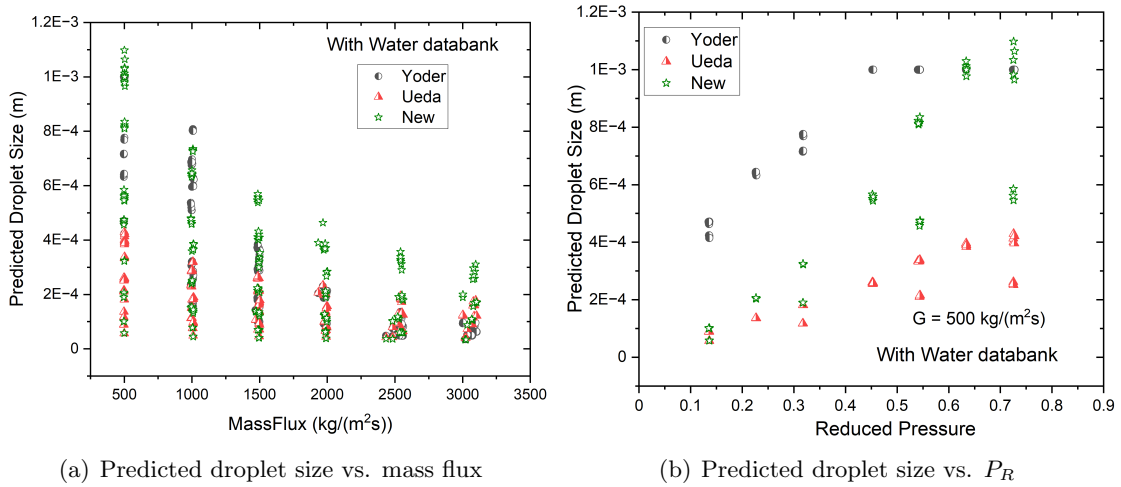 1.2E−3
1E−3
8E−4
6E−4
4E−4
2E−4
0
Predicted Droplet Size (m)
With Water databank
Yoder
Ueda
New
500 1000 1500 2000 2500 3000 3500
MassFlux (kg/(m²s))
(a) Predicted droplet size vs. mass flux
1.2E−3
1E−3
8E−4
6E−4
4E−4
2E−4
0
Predicted Droplet Size (m)
Yoder
Ueda
New
G = 500 kg/(m²s)
With Water databank
0 0.1 0.2 0.3 0.4 0.5 0.6 0.7 0.8 0.9
Reduced Pressure
(b) Predicted droplet size vs. P_R